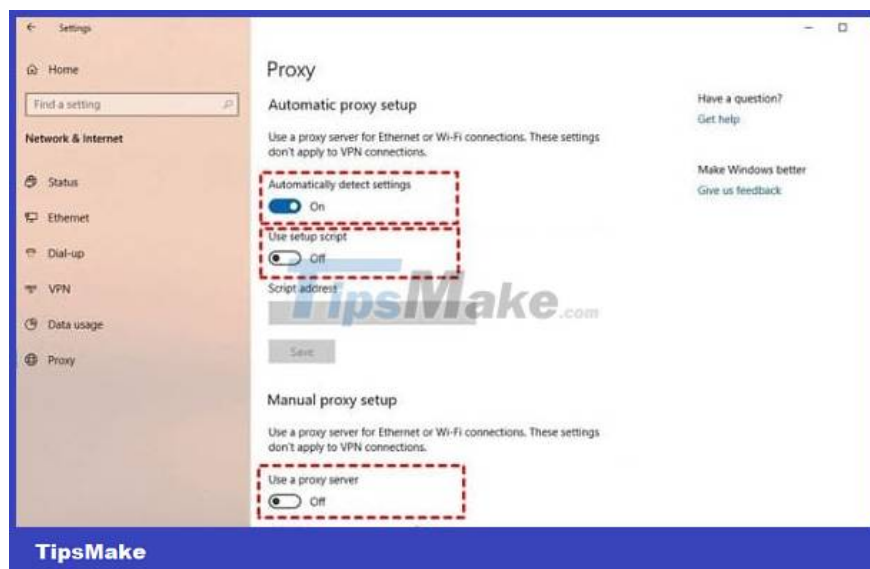 Settings
Home
Find a setting
Network & Internet
Status
Ethernet
Dial-up
VPN
Data usage
Proxy
Proxy
Automatic proxy setup
Use a proxy server for Ethernet or Wi-Fi connections. These settings
don't apply to VPN connections.
Automatically detect settings
On
Use setup script
Off
Script address
TipsMake.com
Save
Manual proxy setup
Use a proxy server for Ethernet or Wi-Fi connections. These settings
don't apply to VPN connections.
Use a proxy server
Off
Have a question?
Get help
Make Windows better
Give us feedback
TipsMake